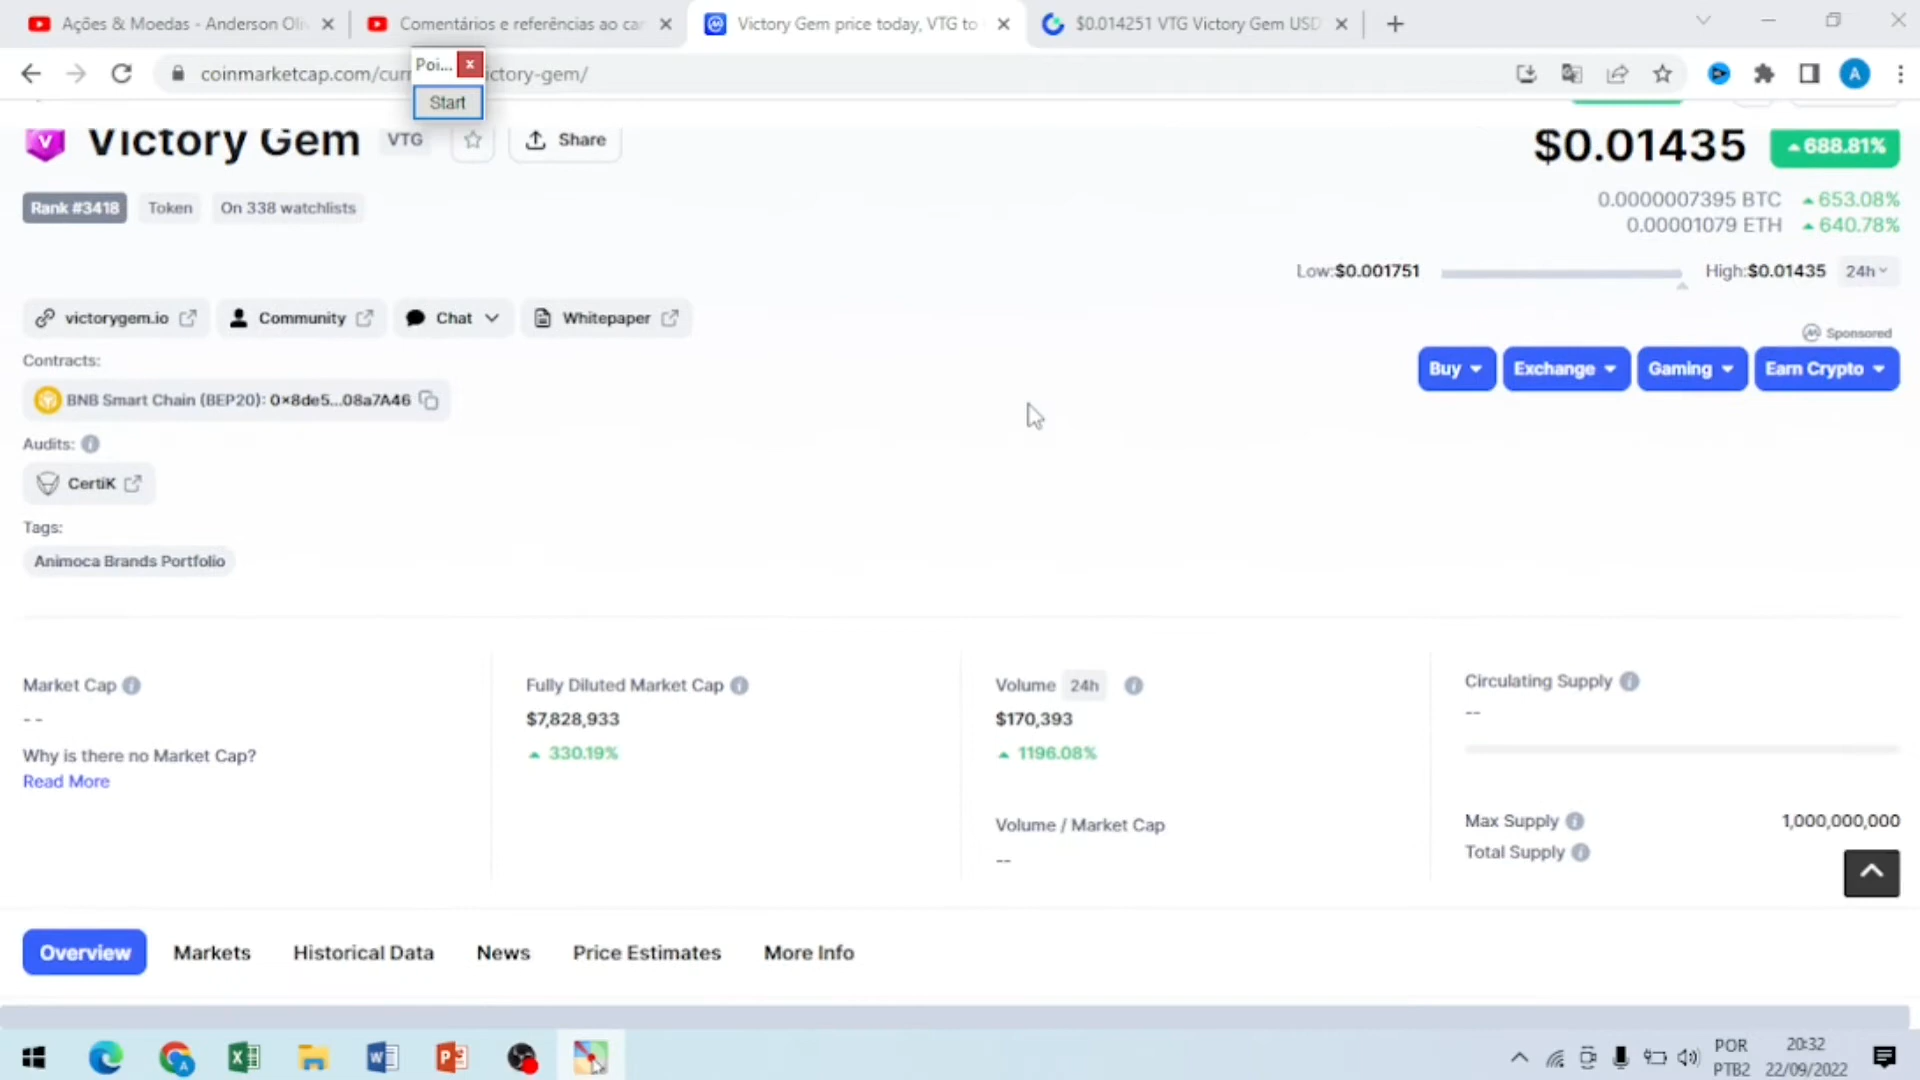 Ações & Moedas - Anderson Oli
Comentários e referências ao car
Victory Gem price today, VTG to
$0.014251 VTG Victory Gem USD
coinmarketcap.com/curr
ictory-gem/
Poi... x
Start
A
Victory Gem
VTG
Share
$0.01435
688.81%
Rank #3418
Token
On 338 watchlists
0.0000007395 BTC 653.08%
0.00001079 ETH 640.78%
Low:$0.001751
High:$0.01435
24h
victorygem.io
Community
Chat
Whitepaper
Sponsored
Contracts:
Buy
Exchange
Gaming
Earn Crypto
BNB Smart Chain (BEP20): 0x8de5...08a7A46
Audits:
CertiK
Tags:
Animoca Brands Portfolio
Market Cap
- -
Why is there no Market Cap?
Read More
Fully Diluted Market Cap
$7,828,933
330.19%
Volume 24h
$170,393
1196.08%
Volume / Market Cap
--
Circulating Supply
--
Max Supply 1,000,000,000
Total Supply
Overview
Markets
Historical Data
News
Price Estimates
More Info
POR
PTB2
20:32
22/09/2022